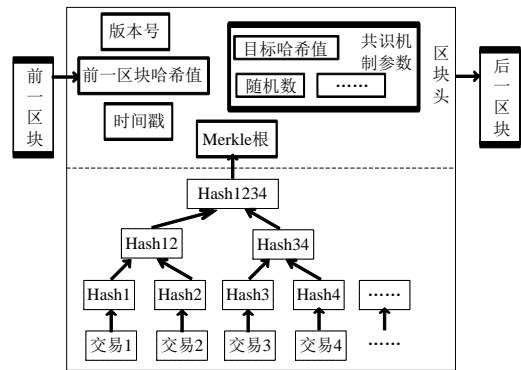 版本号
目标哈希值
共识机
制参数
前一区块
前一区块哈希值
随机数
……
区块头
后一区块
时间戳
Merkle根
Hash1234
Hash12
Hash34
Hash1
Hash2
Hash3
Hash4
……
交易1
交易2
交易3
交易4
……